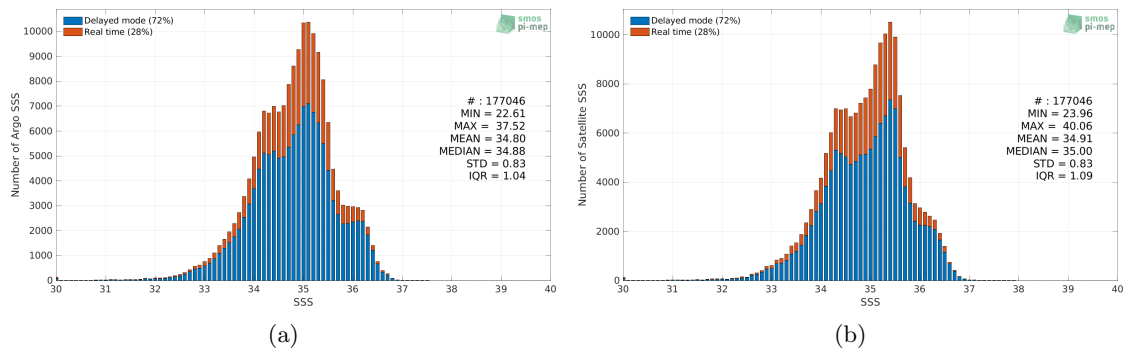 Delayed mode (72%)
Real time (28%)
smos
pi-mep
Number of Argo SSS
10000
9000
8000
7000
6000
5000
4000
3000
2000
1000
0
# : 177046
MIN = 22.61
MAX = 37.52
MEAN = 34.80
MEDIAN = 34.88
STD = 0.83
IQR = 1.04
30 31 32 33 34 35 36 37 38 39 40
SSS
(a)
Delayed mode (72%)
Real time (28%)
smos
pi-mep
Number of Satellite SSS
10000
8000
6000
4000
2000
0
# : 177046
MIN = 23.96
MAX = 40.06
MEAN = 34.91
MEDIAN = 35.00
STD = 0.83
IQR = 1.09
30 31 32 33 34 35 36 37 38 39 40
SSS
(b)